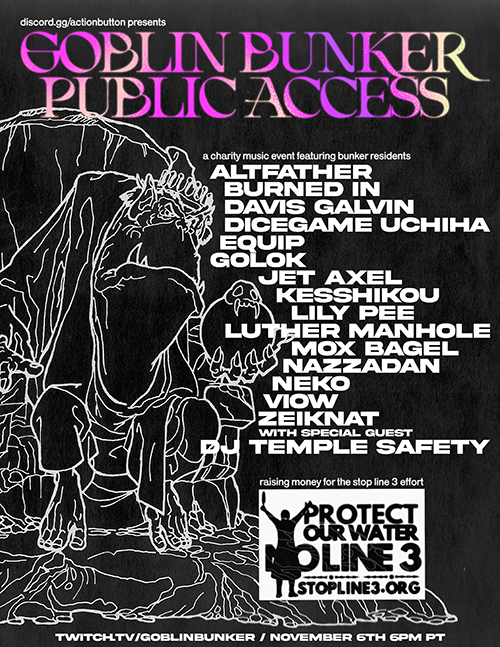 discord.gg/actionbutton presents
GOBLIN BUNKER
PUBLIC ACCESS
a charity music event featuring bunker residents
ALTFATHER
BURNED IN
DAVIS GALVIN
DICEGAME UCHIHA
EQUIP
GOLOK
JET AXEL
KESSHIKOU
LILY PEE
LUTHER MANHOLE
MOX BAGEL
NAZZADAN
NEKO
VIOW
ZEIKNAT
WITH SPECIAL GUEST
DJ TEMPLE SAFETY
raising money for the stop line 3 effort
PROTECT
OUR WATER
NO LINE 3
STOPLINE3.ORG
TWITCH.TV/GOBLINBUNKER / NOVEMBER 6TH 6PM PT